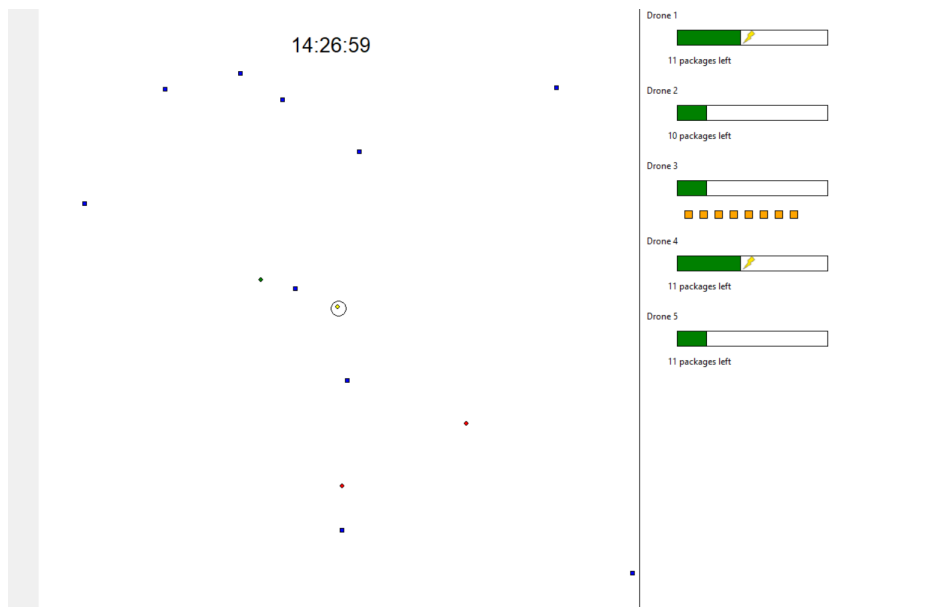 14:26:59
Drone 1
11 packages left
Drone 2
10 packages left
Drone 3
Drone 4
11 packages left
Drone 5
11 packages left